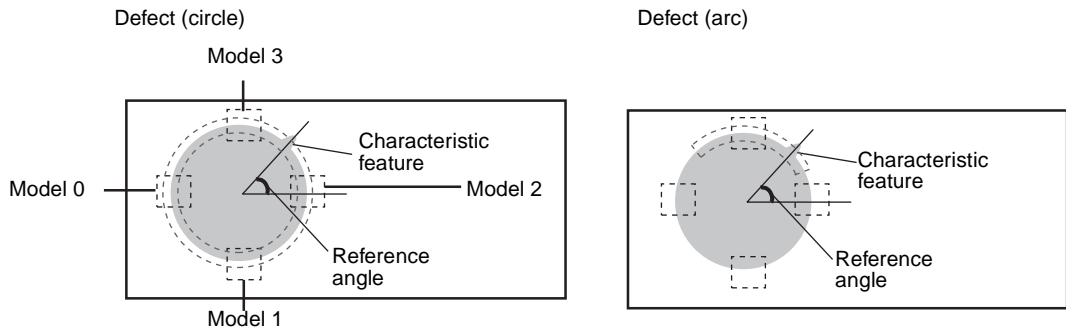 Defect (circle)
Model 3
Characteristic
feature
Model 0
Model 2
Reference
angle
Model 1
Defect (arc)
Characteristic
feature
Reference
angle